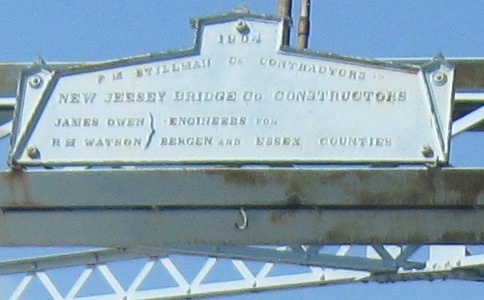 1904
F M STILLMAN CO CONTRACTORS
NEW JERSEY BRIDGE CO CONSTRUCTORS
JAMES OWEN } ENGINEERS FOR
R M WATSON } BERGEN AND ESSEX COUNTIES